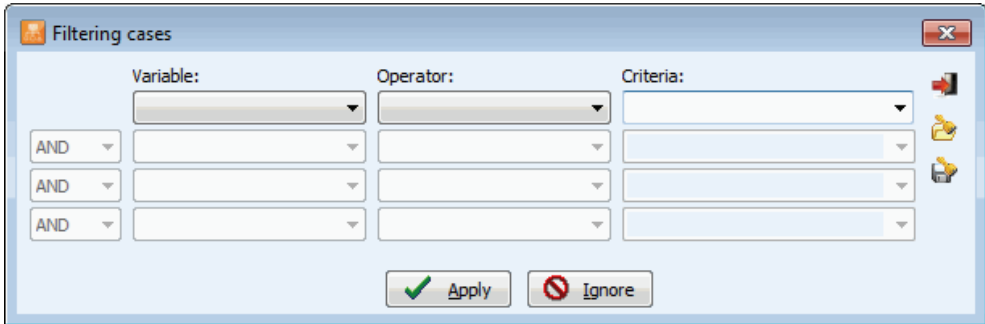 Filtering cases
Variable: Operator: Criteria:
AND
AND
AND
Apply Ignore